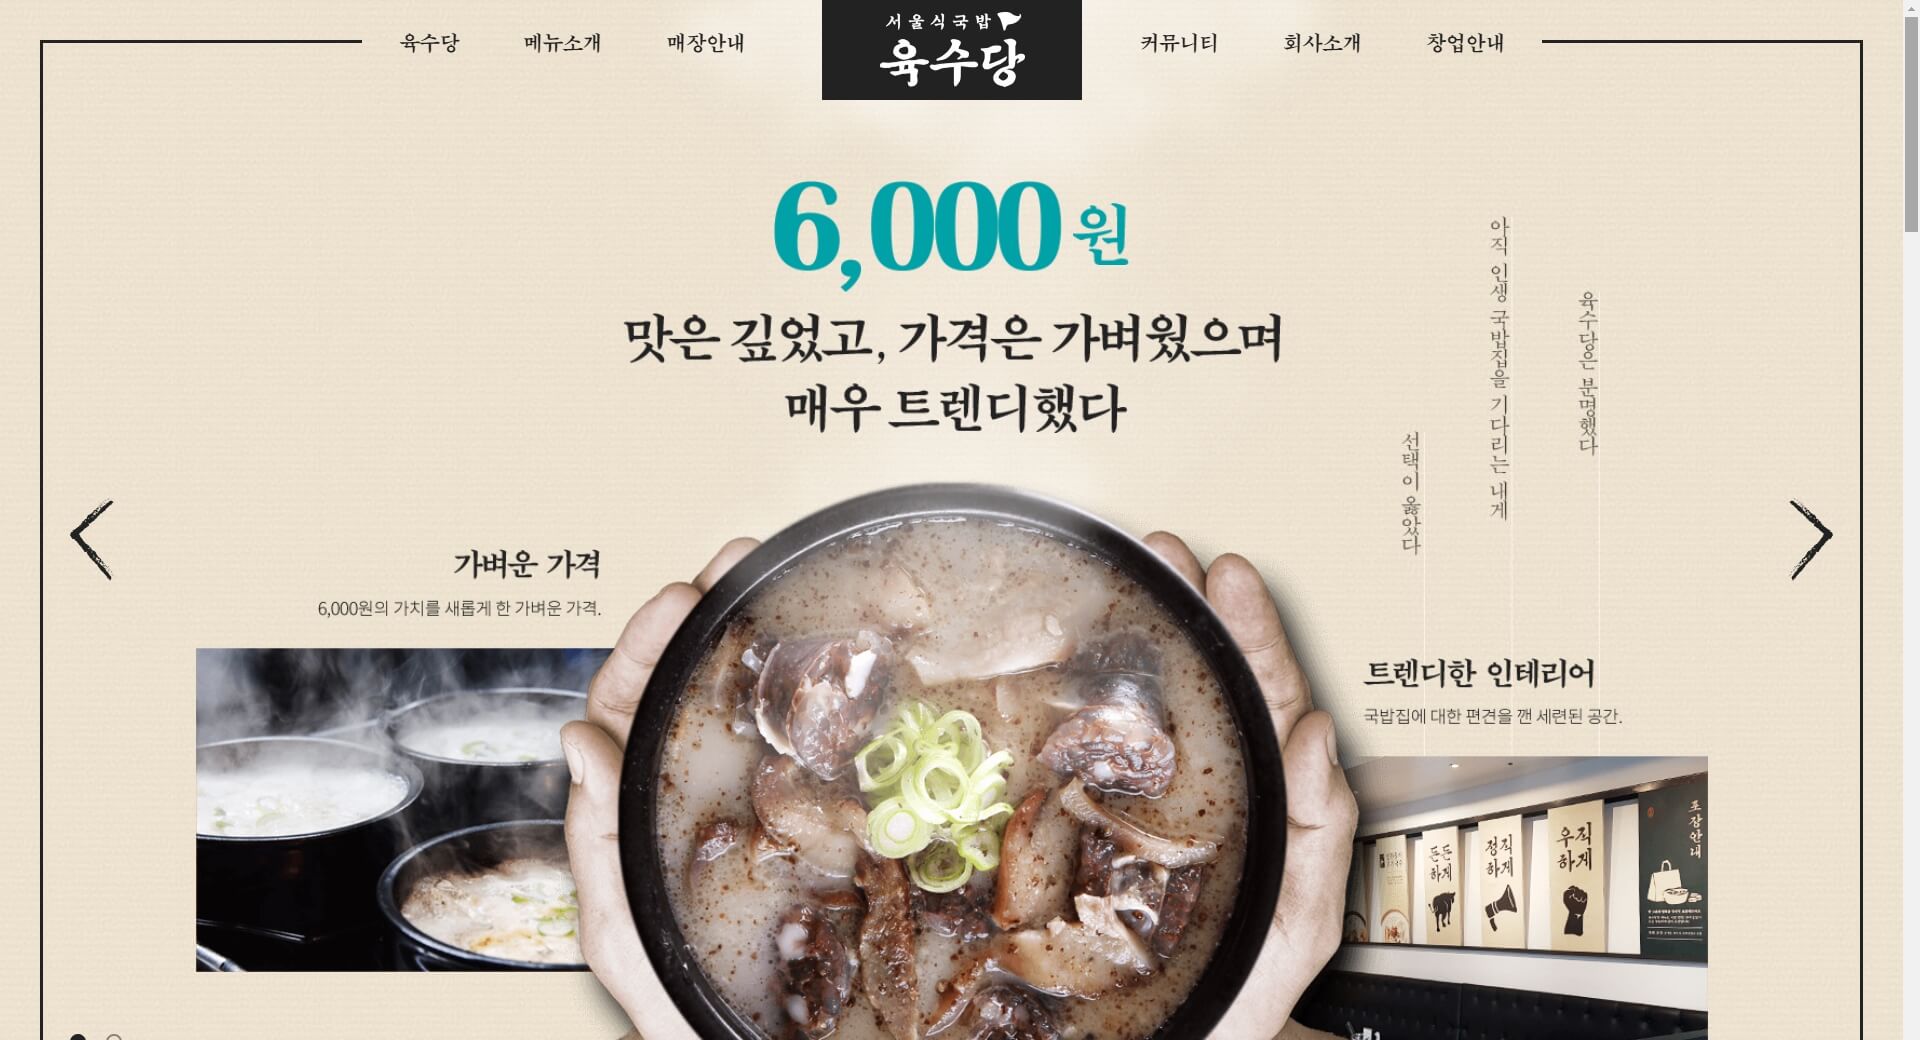 육수당
메뉴소개
매장안내
서울식국밥
육수당
커뮤니티
회사소개
창업안내
6,000원
맛은 깊었고, 가격은 가벼웠으며
매우 트렌디했다
육수당은 분명했다
아직 인생 국밥집을 기다리는 내게
선택이 옳았다
가벼운 가격
6,000원의 가치를 새롭게 한 가벼운 가격.
트렌디한 인테리어
국밥집에 대한 편견을 깬 세련된 공간.
든든하게
정직하게
우직하게
포장안내